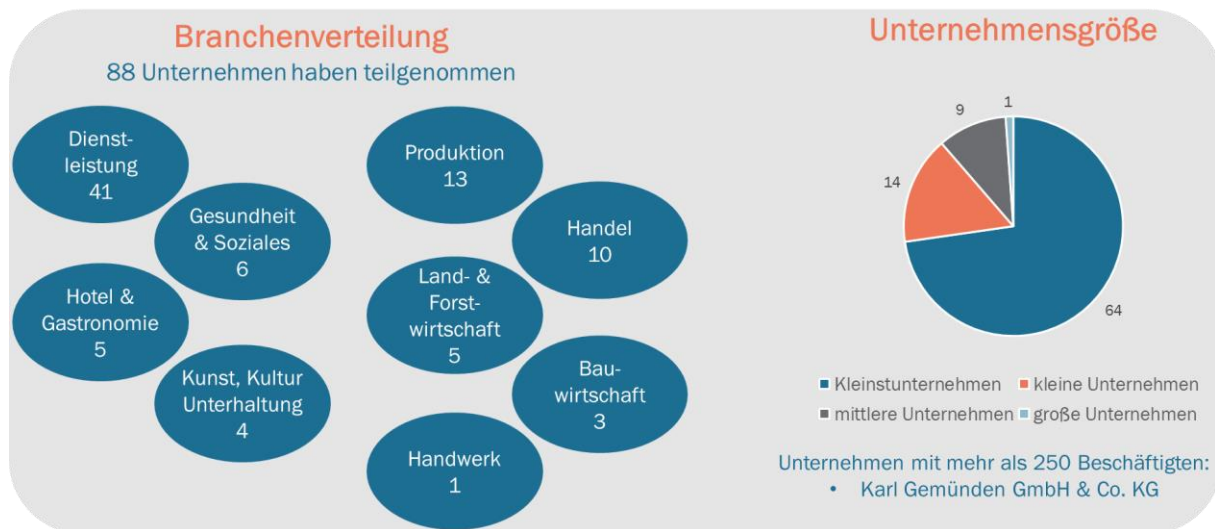 Branchenverteilung
88 Unternehmen haben teilgenommen
Dienst-
leistung
41
Gesundheit
& Soziales
6
Hotel &
Gastronomie
5
Kunst, Kultur
Unterhaltung
4
Produktion
13
Handel
10
Land- &
Forst-
wirtschaft
5
Bau-
wirtschaft
3
Handwerk
1
Unternehmensgröße
1
9
14
64
Kleinstunternehmen
kleine Unternehmen
mittlere Unternehmen
große Unternehmen
Unternehmen mit mehr als 250 Beschäftigten:
• Karl Gemünden GmbH & Co. KG